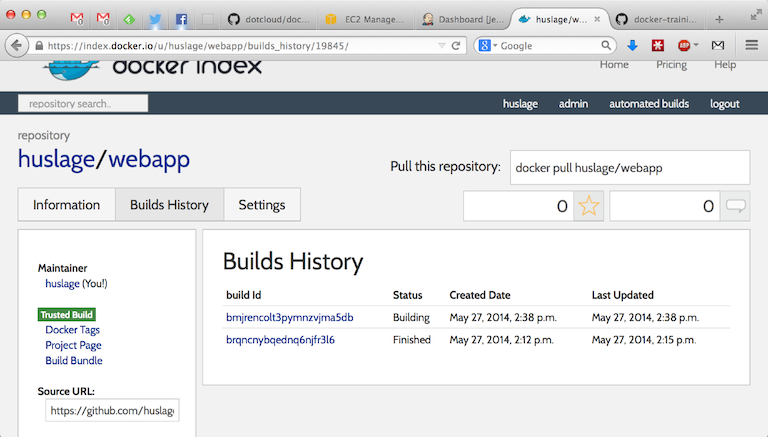 dotcloud/doc...
EC2 Manage...
Dashboard [Je...
huslage/w...
docker-traini...
https://index.docker.io/u/huslage/webapp/builds_history/19845/
Google
docker index
Home Pricing Help
repository search..
huslage admin automated builds logout
repository
huslage/webapp
Pull this repository: docker pull huslage/webapp
Information Builds History Settings
0 0
Maintainer
huslage (You!)
Trusted Build
Docker Tags
Project Page
Build Bundle
Source URL:
https://github.com/huslag
Builds History
build Id Status Created Date Last Updated
bmjrencolt3pymnzvjma5db Building May 27, 2014, 2:38 p.m. May 27, 2014, 2:38 p.m.
brqncnybqednq6njfr3l6 Finished May 27, 2014, 2:12 p.m. May 27, 2014, 2:15 p.m.